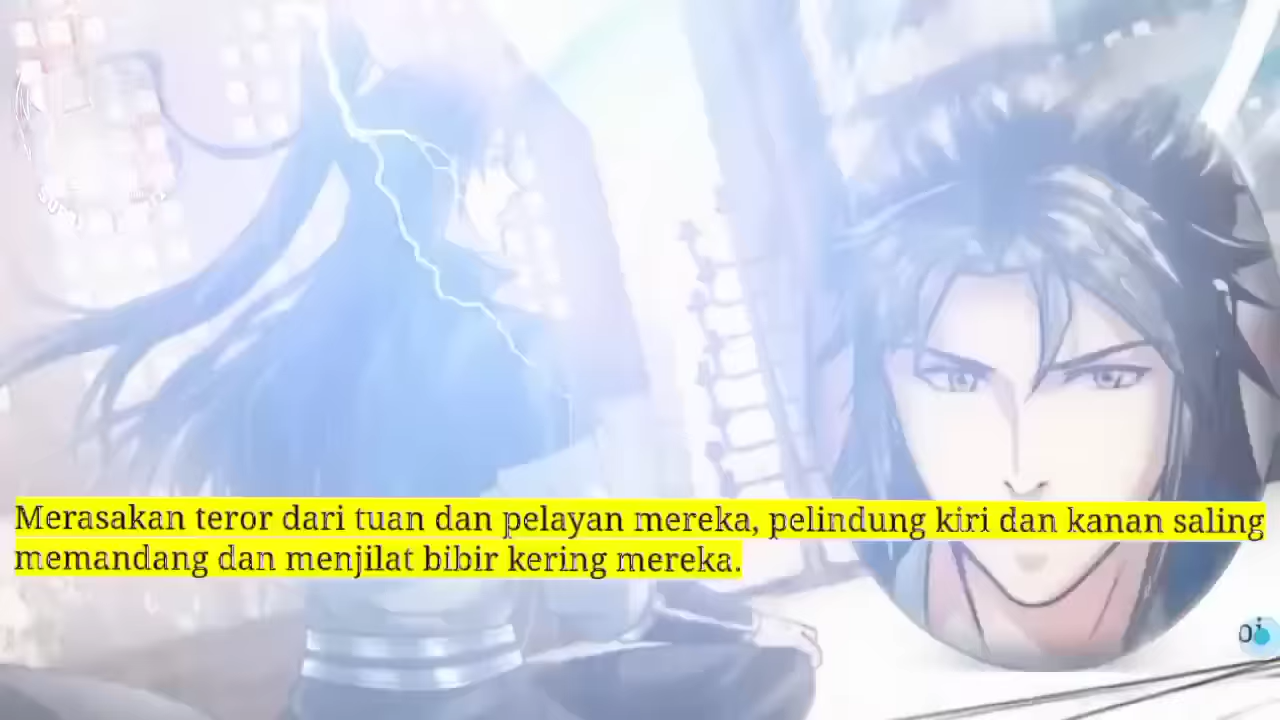 Merasakan teror dari tuan dan pelayan mereka, pelindung kiri dan kanan saling
memandang dan menjilat bibir kering mereka.